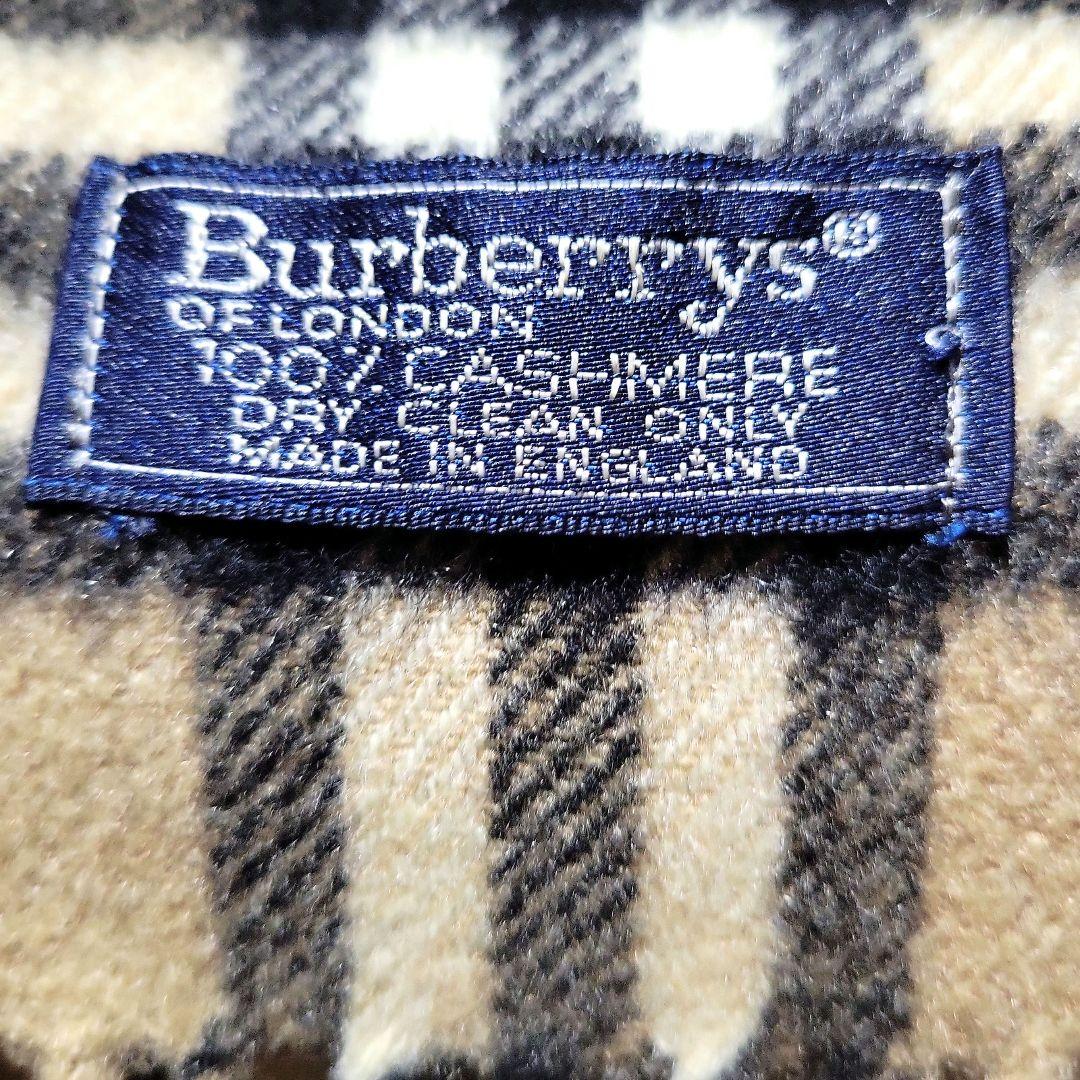 Burberrys®
OF LONDON
100% CASHMERE
DRY CLEAN ONLY
MADE IN ENGLAND